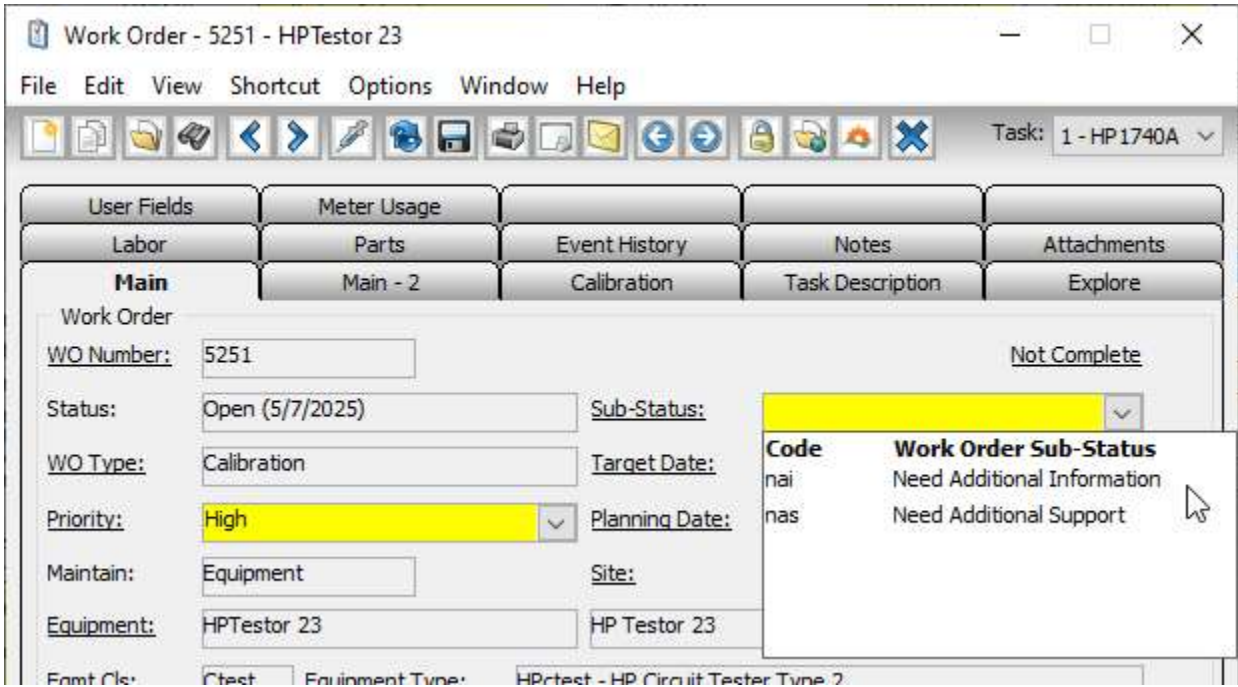 Work Order - 5251 - HPTestor 23
File Edit View Shortcut Options Window Help
Task: 1 - HP1740A
User Fields Meter Usage
Labor Parts Event History Notes Attachments
Main Main - 2 Calibration Task Description Explore
Work Order
WO Number: 5251 Not Complete
Status: Open (5/7/2025) Sub-Status:
Code Work Order Sub-Status
WO Type: Calibration Target Date: nai Need Additional Information
Priority: High Planning Date: nas Need Additional Support
Maintain: Equipment Site:
Equipment: HPTestor 23 HP Testor 23
Eqmt Cls: Ctest Equipment Type: HPctest - HP Circuit Tester Type 2